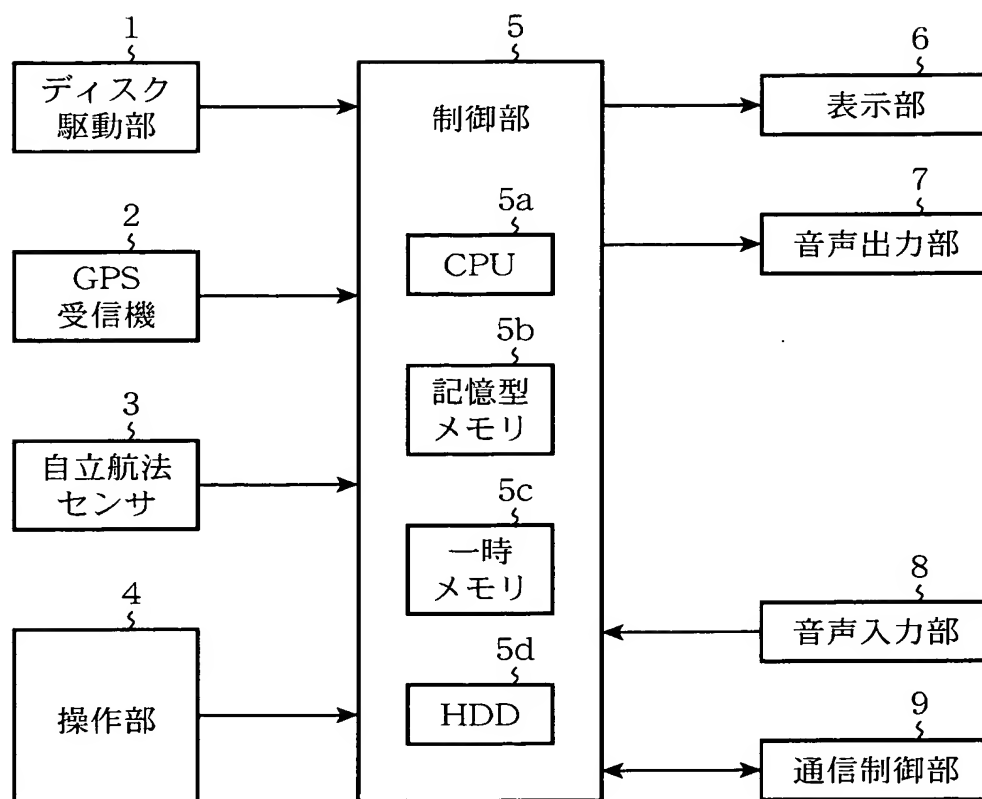 1
ディスク
駆動部
2
GPS
受信機
3
自立航法
センサ
4
操作部
5
制御部
5a
CPU
5b
記憶型
メモリ
5c
一時
メモリ
5d
HDD
6
表示部
7
音声出力部
8
音声入力部
9
通信制御部